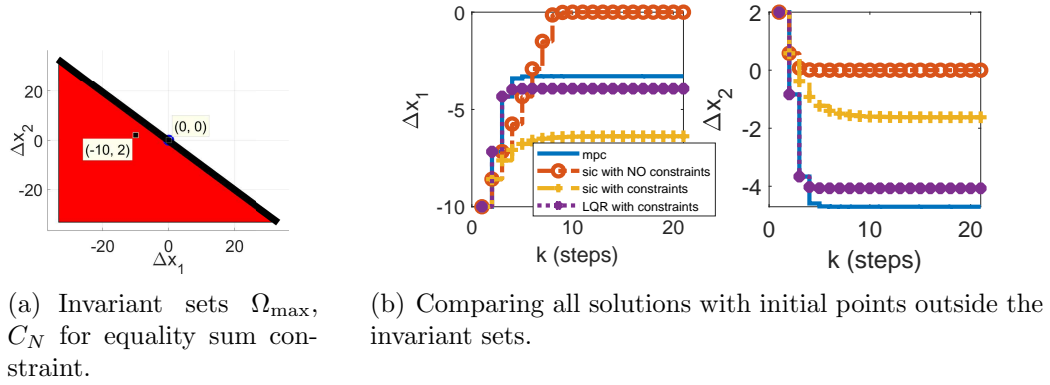 20
0
-20
Δx2
(0, 0)
(-10, 2)
-20
0
20
Δx1
0
-5
-10
Δx1
mpc
sic with NO constraints
sic with constraints
LQR with constraints
0
10
20
k (steps)
2
0
-2
-4
Δx2
0
10
20
k (steps)
(a) Invariant sets Ωmax,
CN for equality sum con-
straint.
(b) Comparing all solutions with initial points outside the
invariant sets.